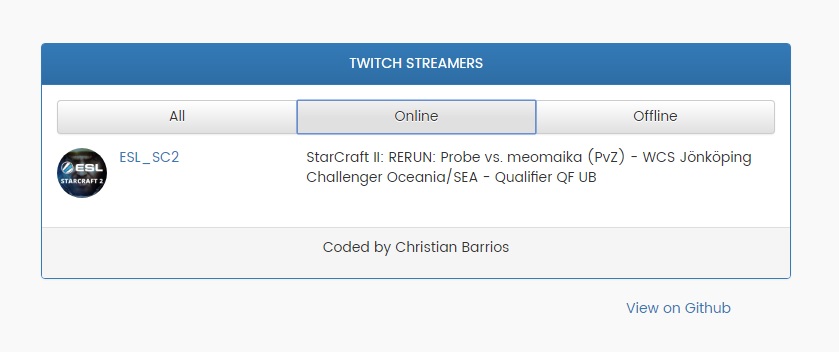 TWITCH STREAMERS
All
Online
Offline
ESL
STARCRAFT 2
ESL_SC2
StarCraft II: RERUN: Probe vs. meomaika (PvZ) - WCS Jönköping
Challenger Oceania/SEA - Qualifier QF UB
Coded by Christian Barrios
View on Github